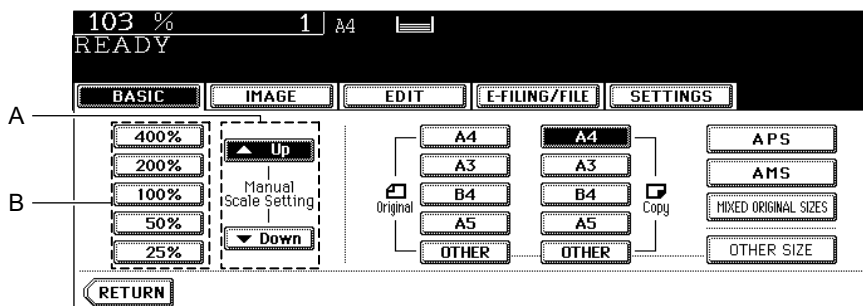 103 % 1 A4
READY
BASIC IMAGE EDIT E-FILING/FILE SETTINGS
A
B
400%
200%
100%
50%
25%
Up
Manual
Scale Setting
Down
Original
A4
A3
B4
A5
OTHER
A4
A3
B4
A5
OTHER
Copy
APS
AMS
MIXED ORIGINAL SIZES
OTHER SIZE
RETURN